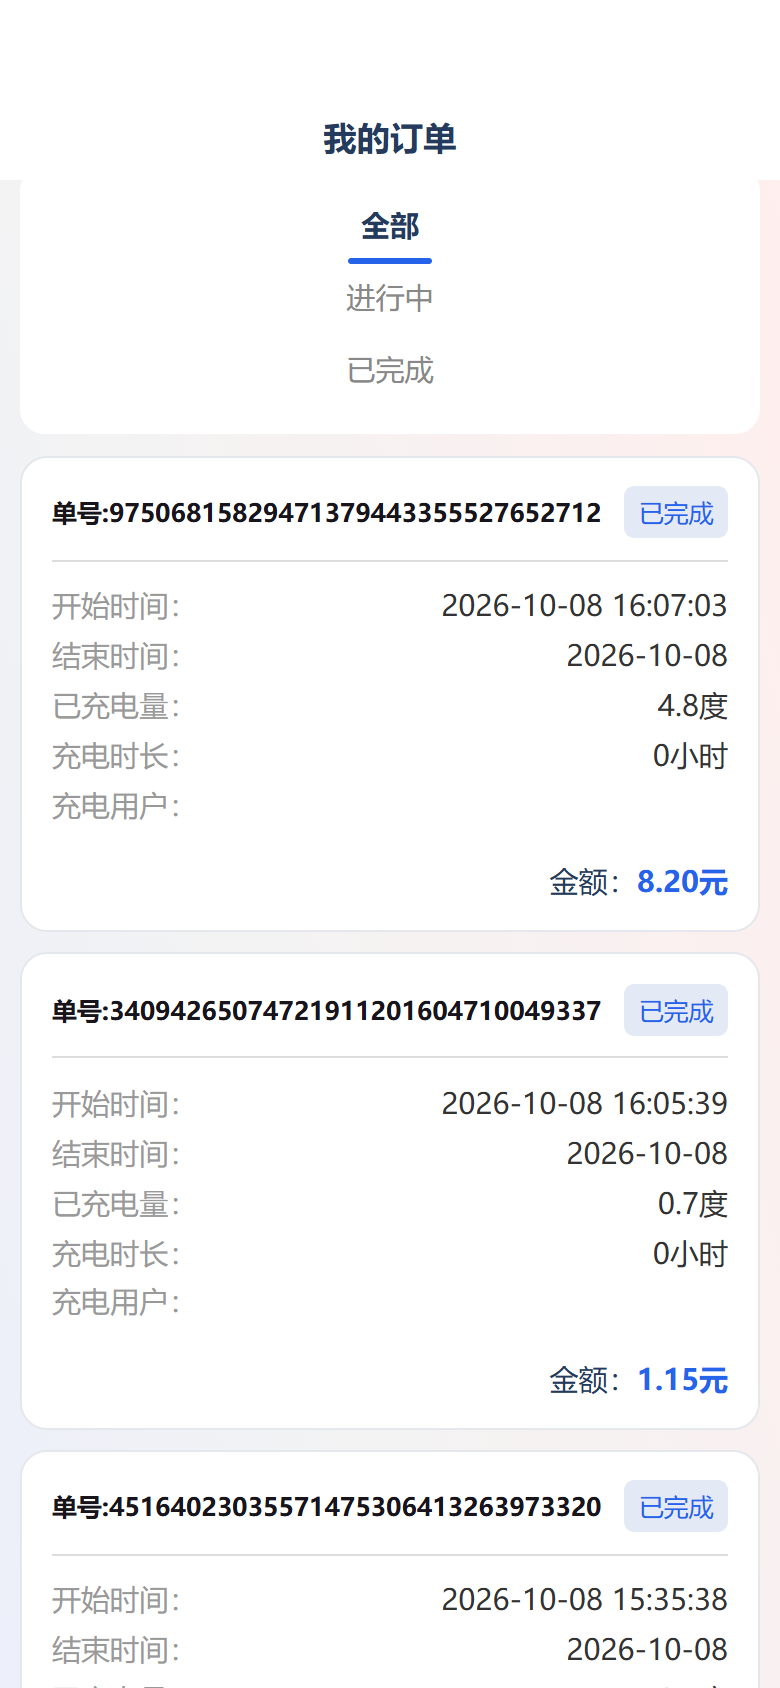 我的订单
全部
进行中
已完成
单号:97506815829471379443355527652712 已完成
开始时间： 2026-10-08 16:07:03
结束时间： 2026-10-08
已充电量： 4.8度
充电时长： 0小时
充电用户：
金额：8.20元
单号:34094265074721911201604710049337 已完成
开始时间： 2026-10-08 16:05:39
结束时间： 2026-10-08
已充电量： 0.7度
充电时长： 0小时
充电用户：
金额：1.15元
单号:45164023035571475306413263973320 已完成
开始时间： 2026-10-08 15:35:38
结束时间： 2026-10-08